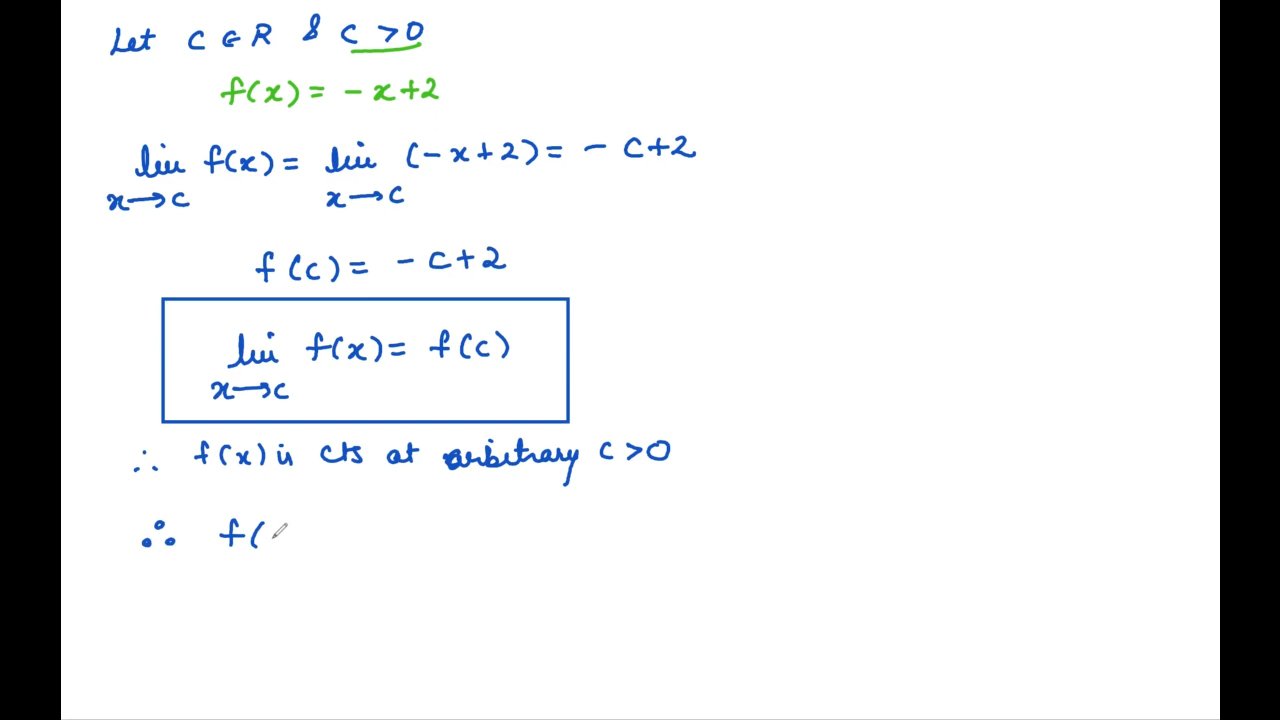 Let c ∈ R & c > 0
f(x) = - x + 2
lim f(x) = lim (- x + 2) = - c + 2
x→c x→c
f(c) = - c + 2
lim f(x) = f(c)
x→c
∴ f(x) is cts at arbitrary c > 0
∴ f(